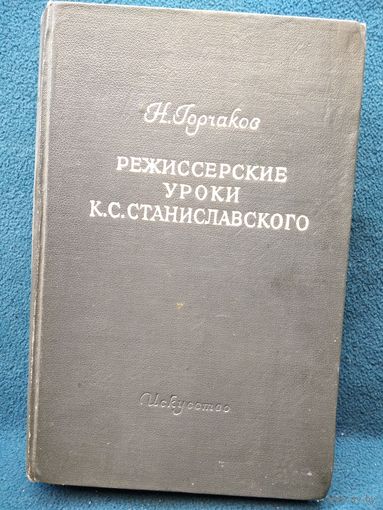 Н. Горчаков
РЕЖИССЕРСКИЕ
УРОКИ
К.С.СТАНИСЛАВСКОГО
Искусство